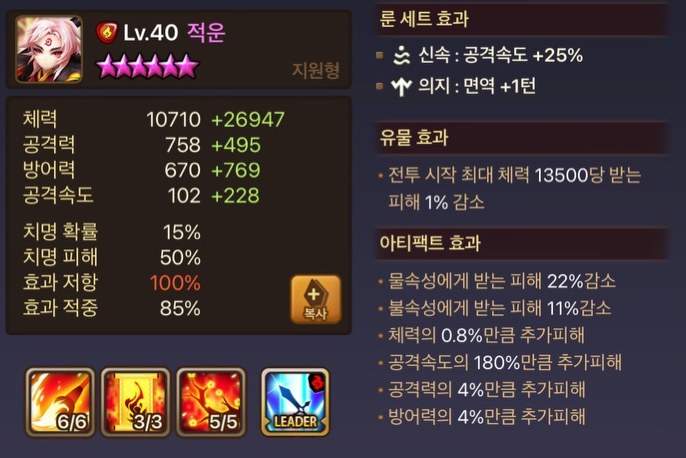 Lv.40 적운
지원형
체력 10710 +26947
공격력 758 +495
방어력 670 +769
공격속도 102 +228
치명 확률 15%
치명 피해 50%
효과 저항 100%
효과 적중 85%
복사
6/6 3/3 5/5 LEADER
룬 세트 효과
신속 : 공격속도 +25%
의지 : 면역 +1턴
유물 효과
전투 시작 최대 체력 13500당 받는
피해 1% 감소
아티팩트 효과
물속성에게 받는 피해 22%감소
불속성에게 받는 피해 11%감소
체력의 0.8%만큼 추가피해
공격속도의 180%만큼 추가피해
공격력의 4%만큼 추가피해
방어력의 4%만큼 추가피해